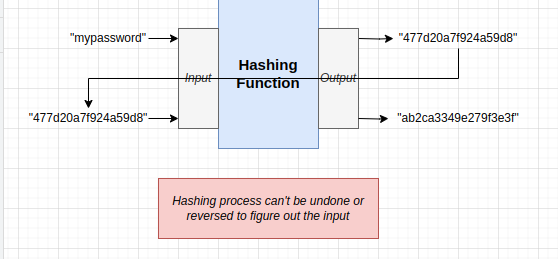 "mypassword"
"477d20a7f924a59d8"
Hashing
Function
Input
Output
"477d20a7f924a59d8"
"ab2ca3349e279f3e3f"
Hashing process can't be undone or
reversed to figure out the input